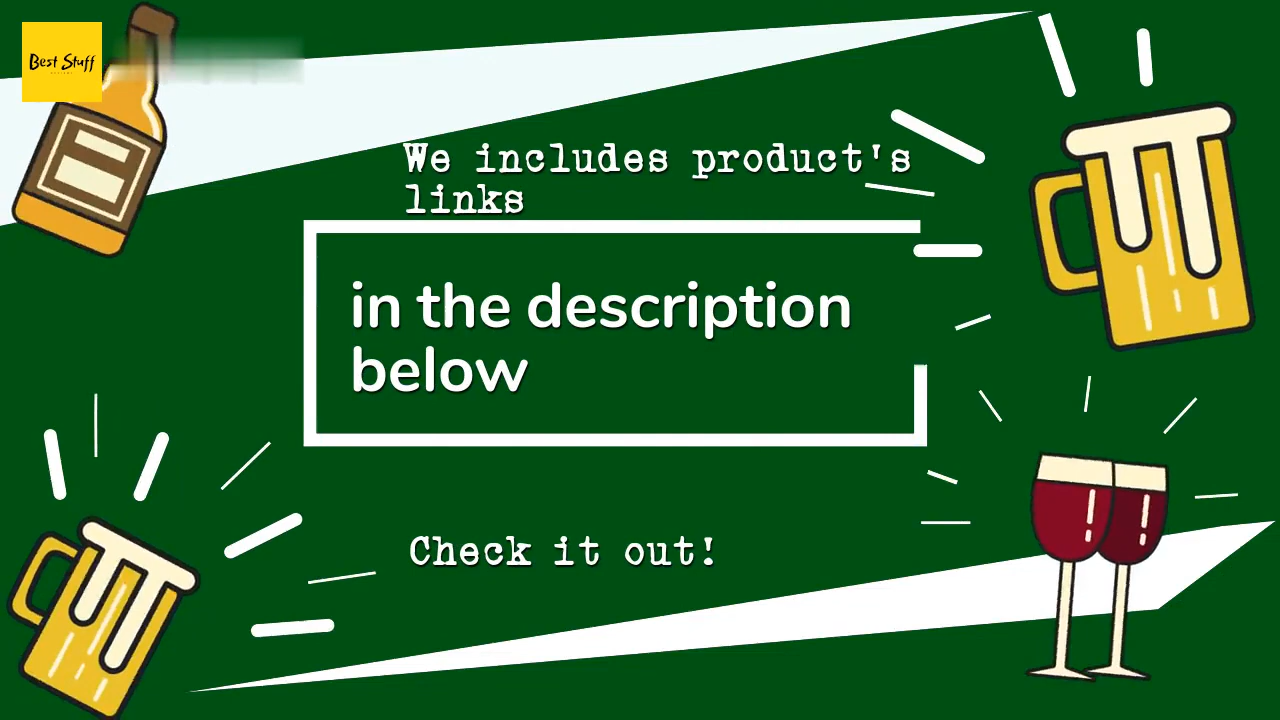 Best Stuff
We includes product's
links
in the description
below
Check it out!